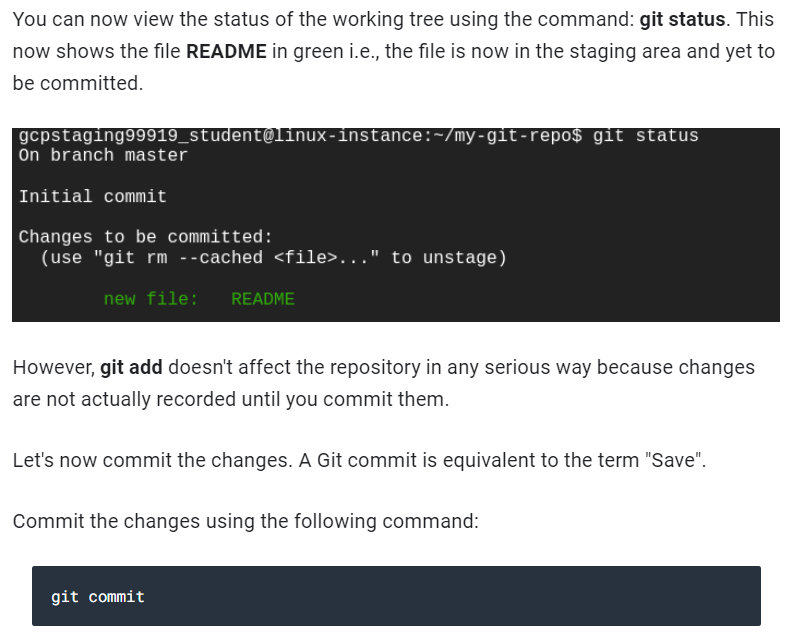 You can now view the status of the working tree using the command: git status. This
now shows the file README in green i.e., the file is now in the staging area and yet to
be committed.
gcpstaging99919_student@linux-instance:~/my-git-repo$ git status
On branch master
Initial commit
Changes to be committed:
(use "git rm --cached <file>..." to unstage)
new file: README
However, git add doesn't affect the repository in any serious way because changes
are not actually recorded until you commit them.
Let's now commit the changes. A Git commit is equivalent to the term "Save".
Commit the changes using the following command:
git commit